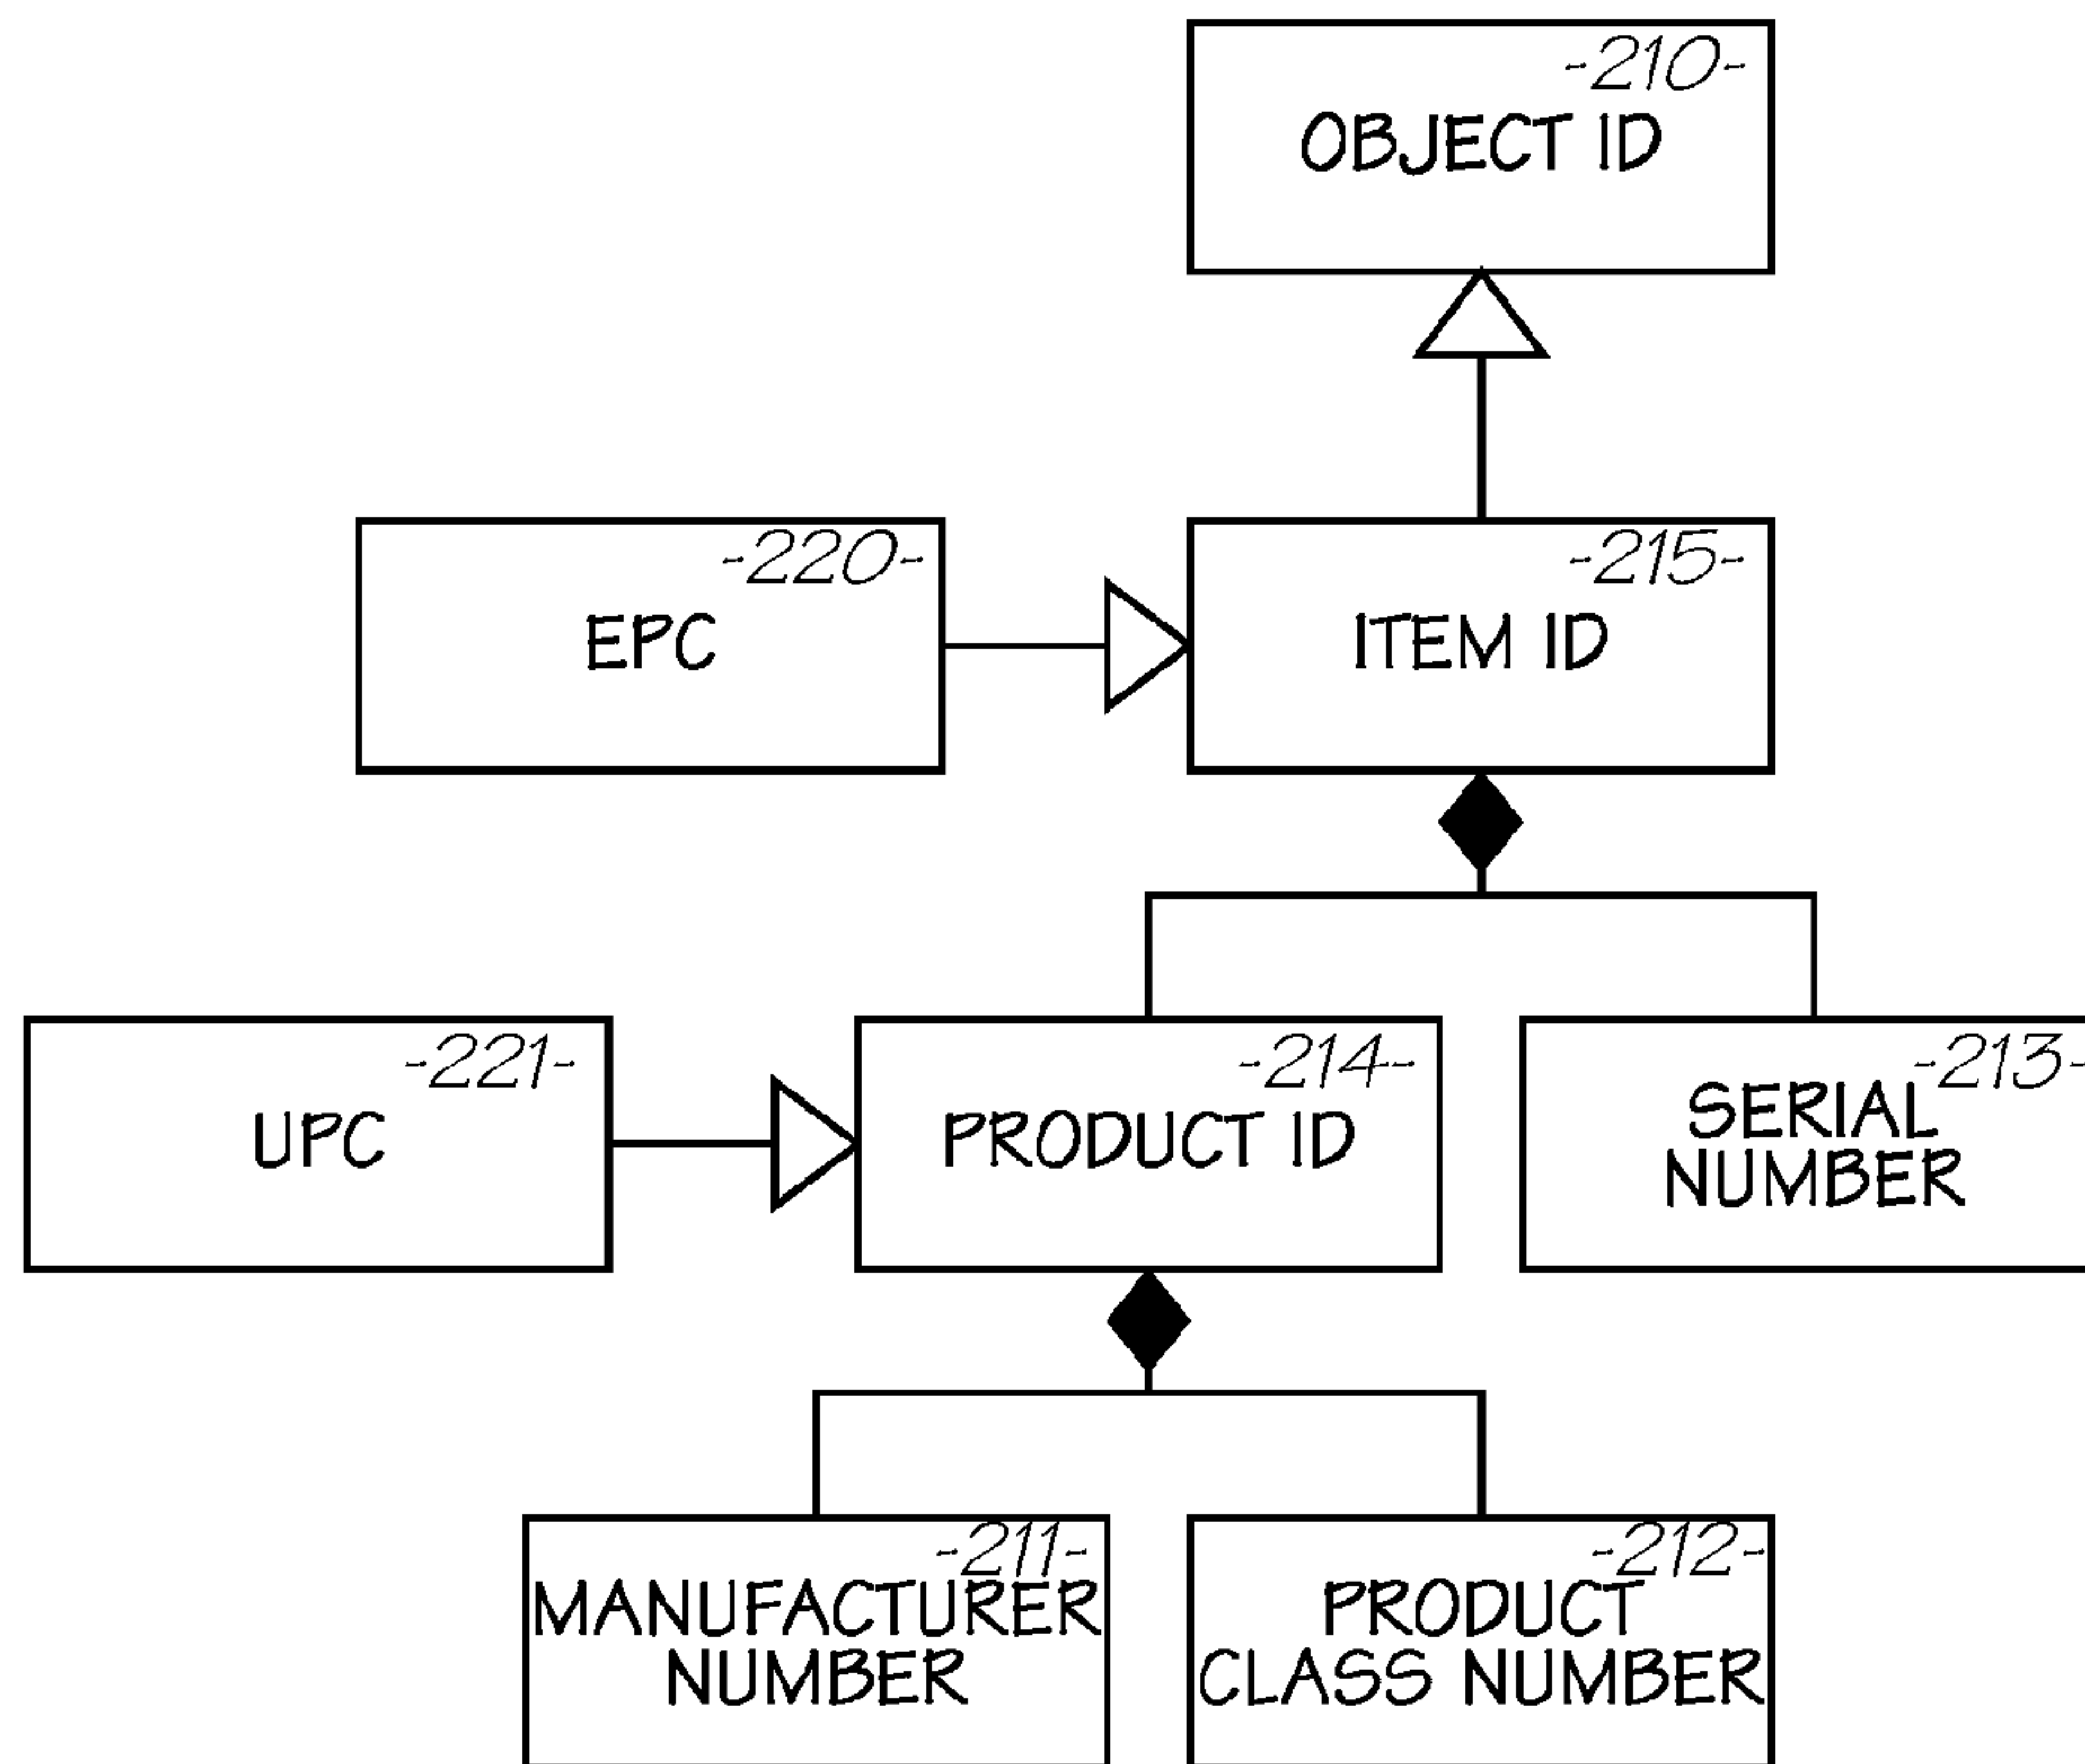 -210-
OBJECT ID
-220-
EPC
-215-
ITEM ID
-221-
UPC
-214-
PRODUCT ID
-213-
SERIAL
NUMBER
-211-
MANUFACTURER
NUMBER
-212-
PRODUCT
CLASS NUMBER